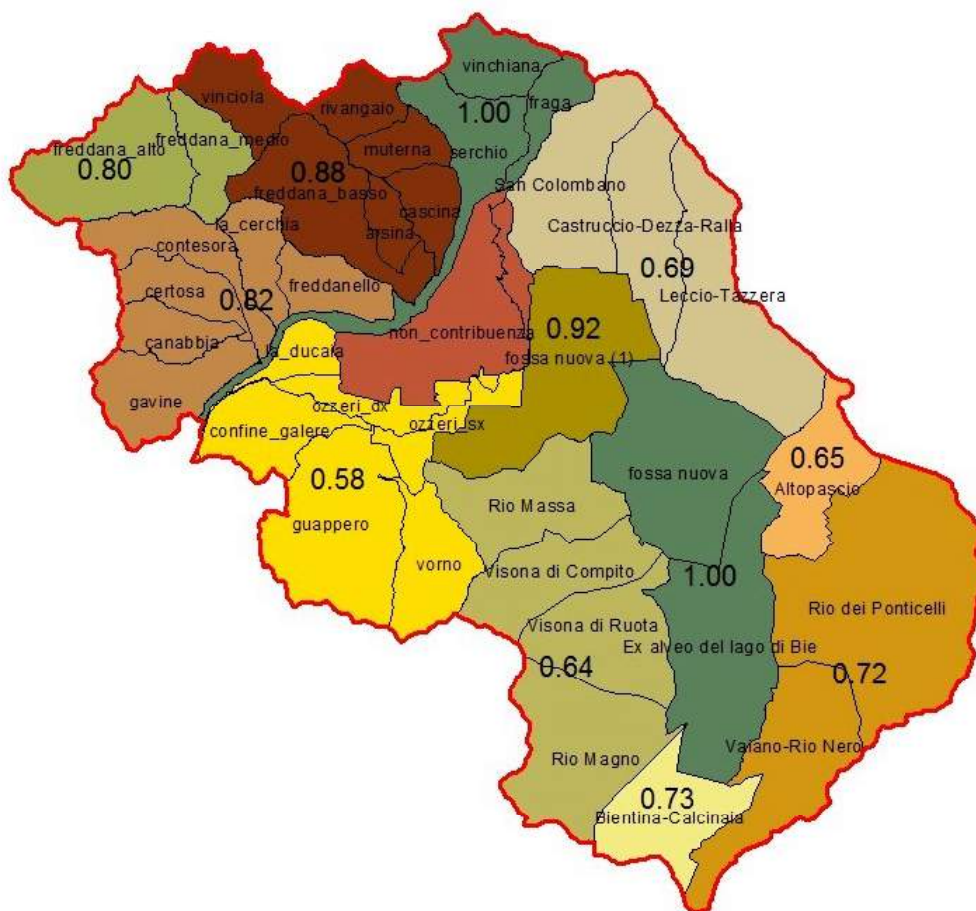 vinchiana
vinciola
rivangaio
1.00
fraga
freddana_medio
muterna
serchio
freddana_alto
0.80
0.88
San Colombano
freddana_basso
cascina
la_cerchia
arsina
Castruccio-Dezza-Ralla
contesora
0.69
certosa
0.82
freddanello
Leccio-Tazzera
non_contribuenza
0.92
canabbia
la_ducaia
fossa nuova (1)
gavine
ozzeri_dx
confine_galere
ozzeri_sx
0.65
fossa nuova
0.58
Altopascio
Rio Massa
guappero
vorno
Visona di Compito
1.00
Rio dei Ponticelli
Visona di Ruota
Ex alveo del lago di Bie
0.64
0.72
Rio Magno
Vaiano-Rio Nero
0.73
Bientina-Calcinaia